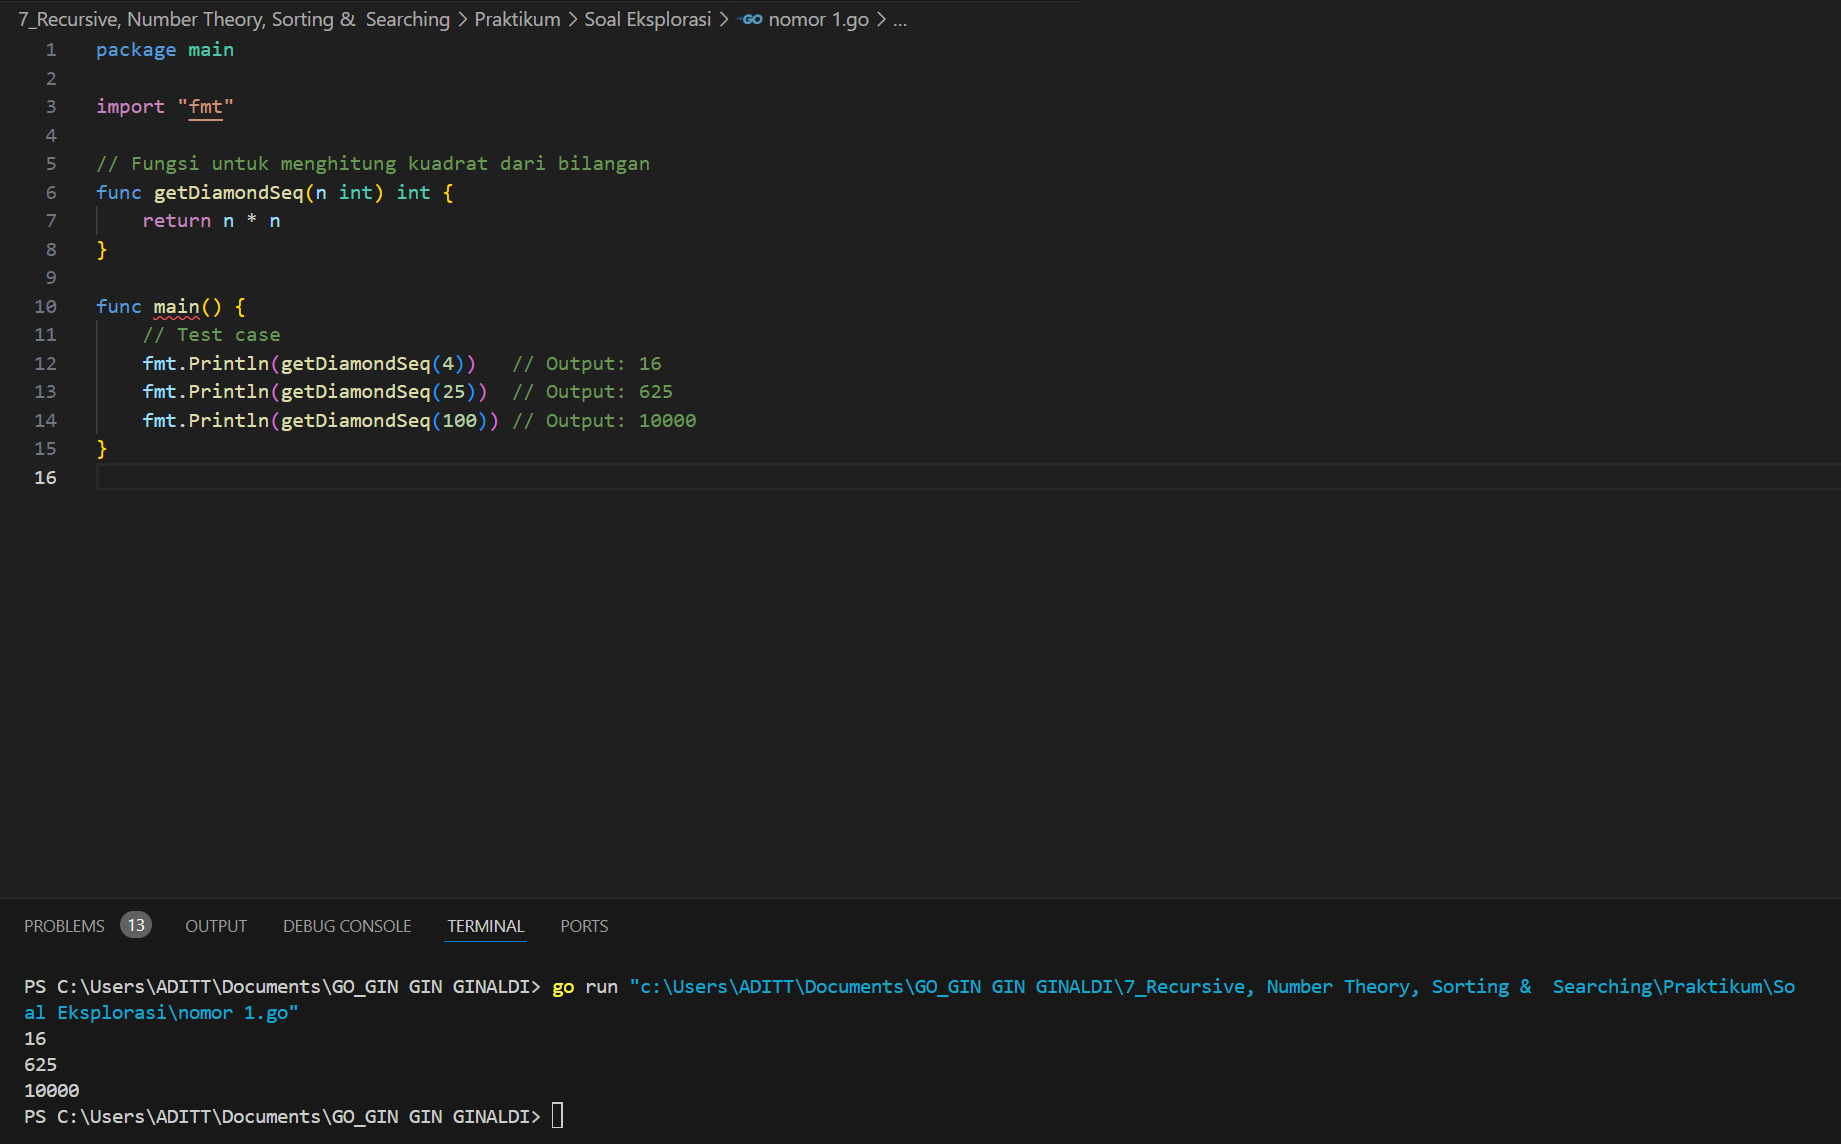 7_Recursive, Number Theory, Sorting &  Searching > Praktikum > Soal Eksplorasi > GO nomor 1.go > ...
1 package main
2
3 import "fmt"
4
5 // Fungsi untuk menghitung kuadrat dari bilangan
6 func getDiamondSeq(n int) int {
7     return n * n
8 }
9
10 func main() {
11     // Test case
12     fmt.Println(getDiamondSeq(4))   // Output: 16
13     fmt.Println(getDiamondSeq(25))  // Output: 625
14     fmt.Println(getDiamondSeq(100)) // Output: 10000
15 }
16
PROBLEMS 13 OUTPUT DEBUG CONSOLE TERMINAL PORTS
PS C:\Users\ADITT\Documents\GO_GIN GIN GINALDI> go run "c:\Users\ADITT\Documents\GO_GIN GIN GINALDI\7_Recursive, Number Theory, Sorting &  Searching\Praktikum\So
al Eksplorasi\nomor 1.go"
16
625
10000
PS C:\Users\ADITT\Documents\GO_GIN GIN GINALDI>